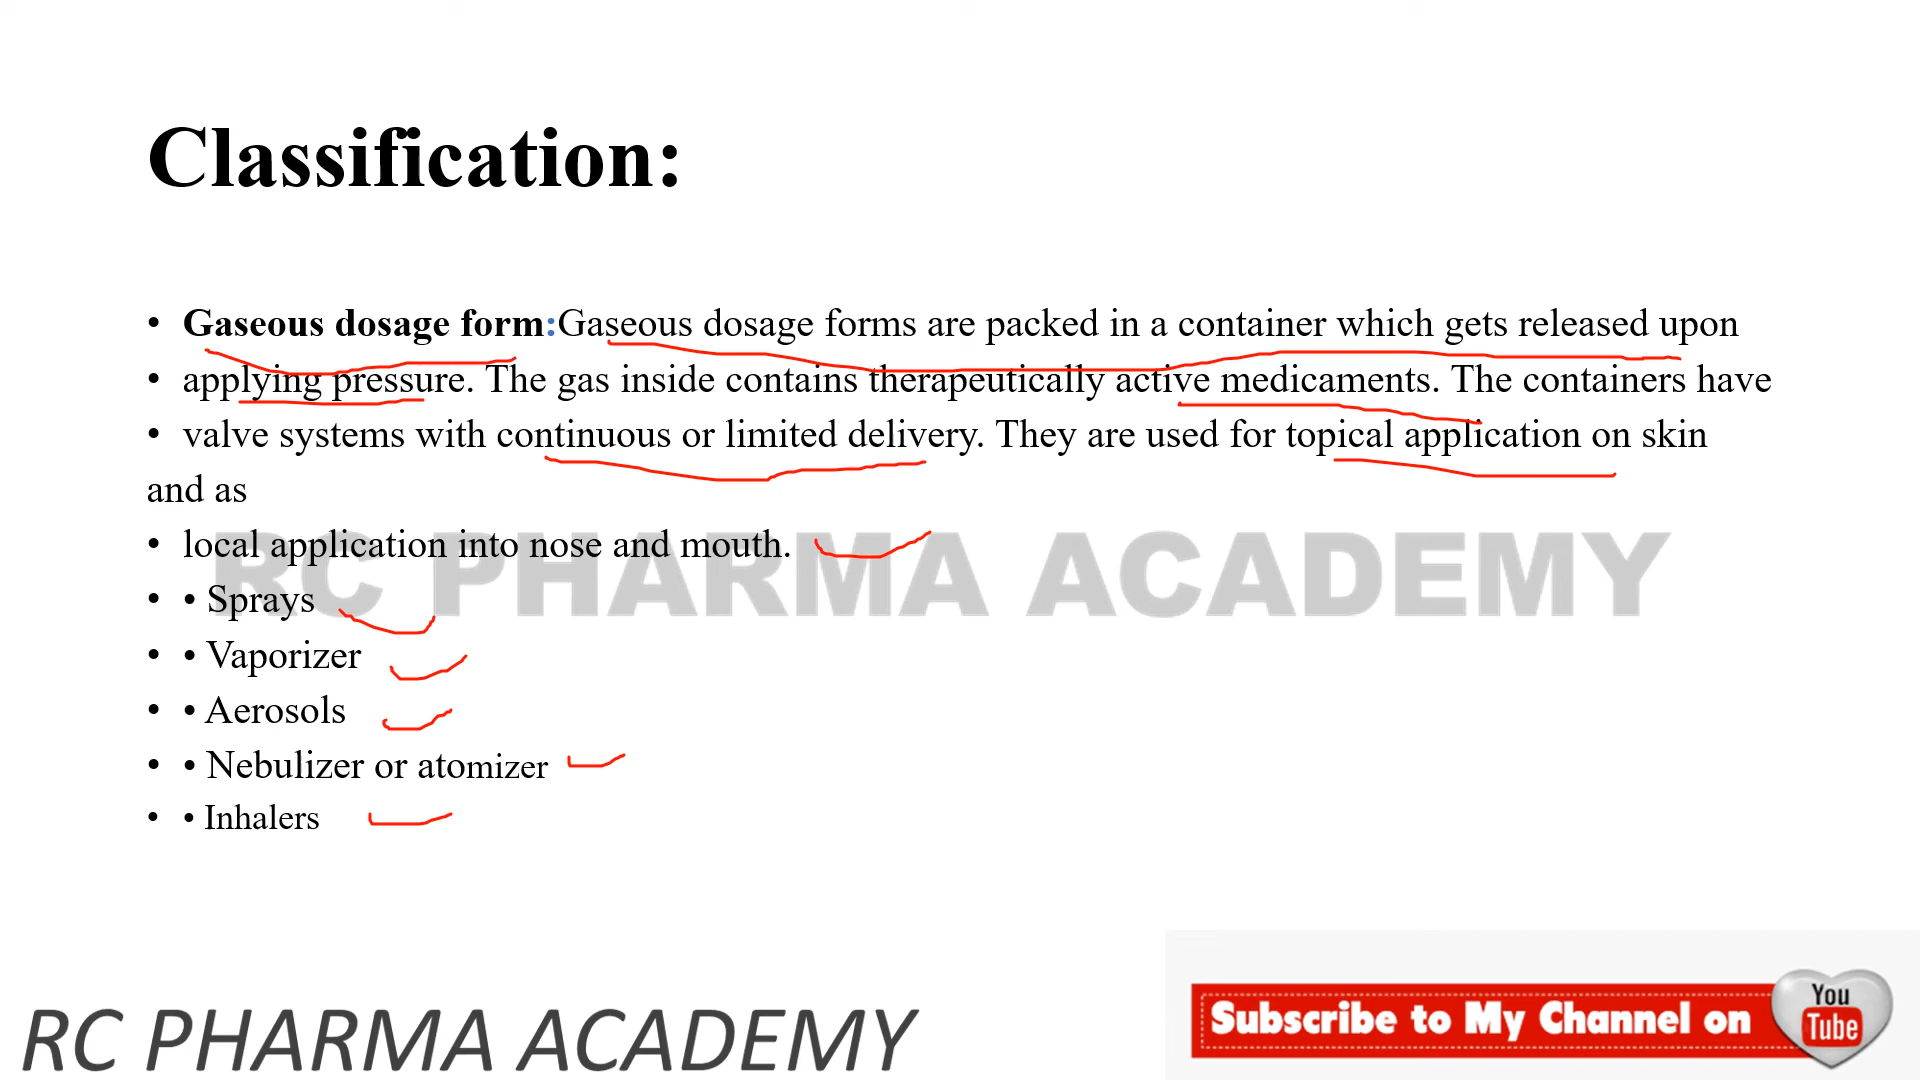 Classification:
• Gaseous dosage form:Gaseous dosage forms are packed in a container which gets released upon
• applying pressure. The gas inside contains therapeutically active medicaments. The containers have
• valve systems with continuous or limited delivery. They are used for topical application on skin
and as
• local application into nose and mouth.
RC PHARMA ACADEMY
• • Sprays
• • Vaporizer
• • Aerosols
• • Nebulizer or atomizer
• • Inhalers
RC PHARMA ACADEMY
Subscribe to My Channel on
You
Tube